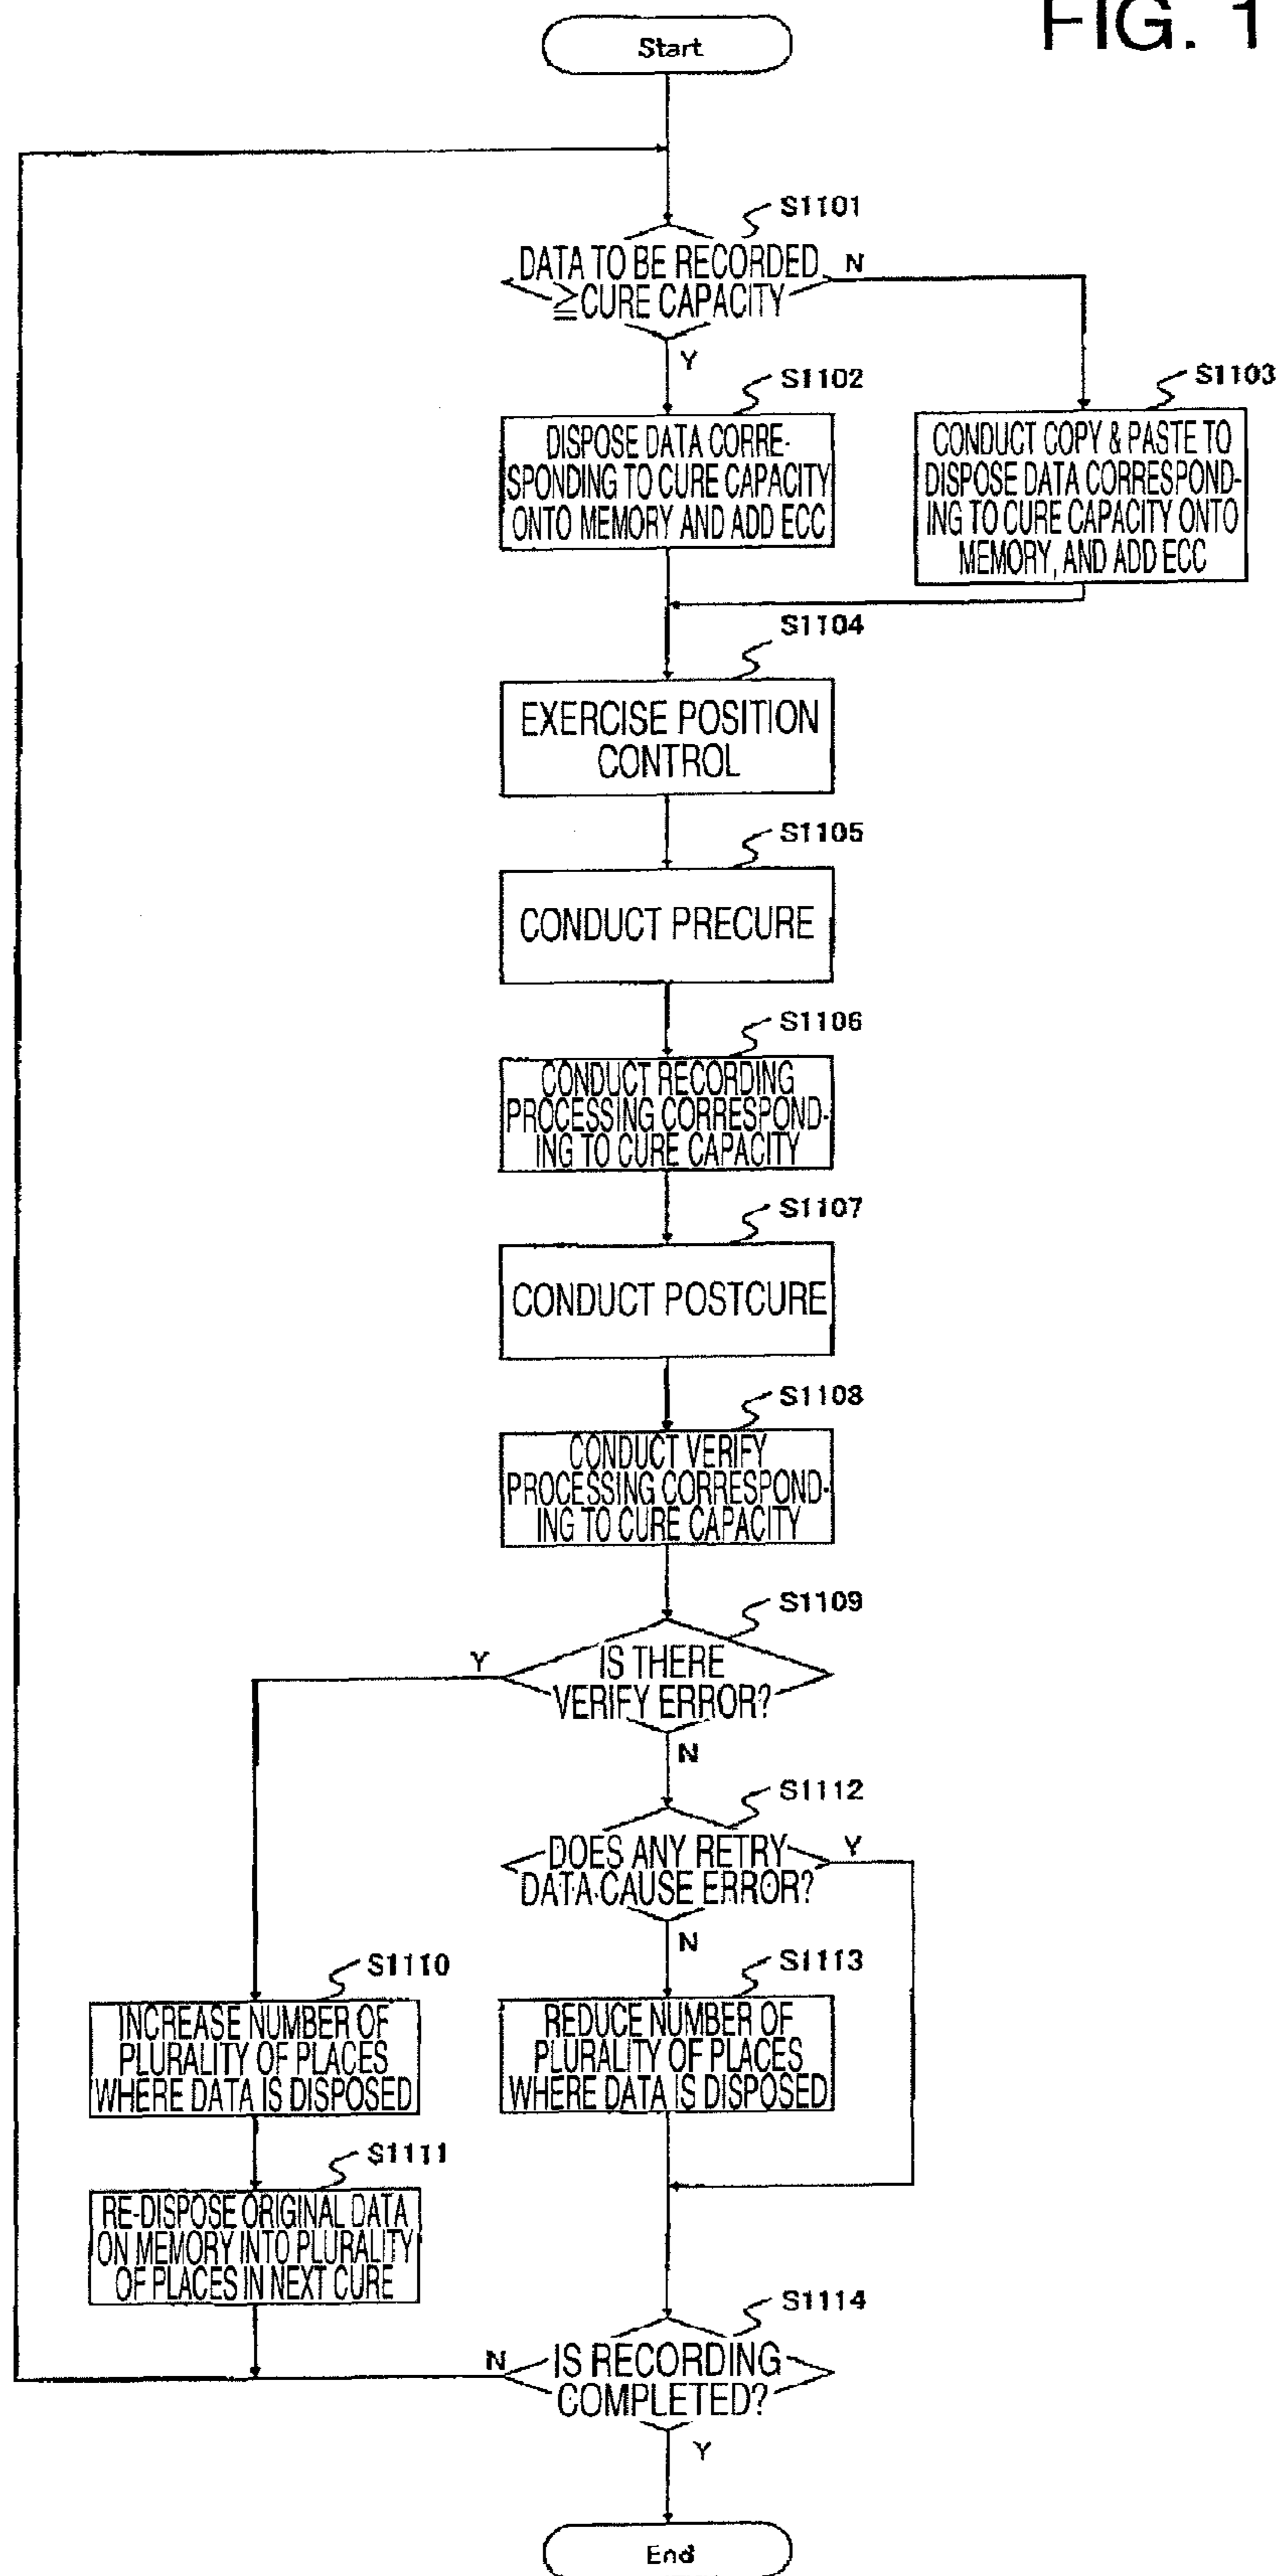 FIG. 1
Start
S1101
DATA TO BE RECORDED
≧CURE CAPACITY
N
Y
S1102
DISPOSE DATA CORRE-
SPONDING TO CURE CAPACITY
ONTO MEMORY AND ADD ECC
S1103
CONDUCT COPY & PASTE TO
DISPOSE DATA CORRESPOND-
ING TO CURE CAPACITY ONTO
MEMORY, AND ADD ECC
S1104
EXERCISE POSITION
CONTROL
S1105
CONDUCT PRECURE
S1106
CONDUCT RECORDING
PROCESSING CORRESPOND-
ING TO CURE CAPACITY
S1107
CONDUCT POSTCURE
S1108
CONDUCT VERIFY
PROCESSING CORRESPOND-
ING TO CURE CAPACITY
S1109
IS THERE
VERIFY ERROR?
Y
N
S1112
DOES ANY RETRY
DATA CAUSE ERROR?
Y
N
S1110
INCREASE NUMBER OF
PLURALITY OF PLACES
WHERE DATA IS DISPOSED
S1113
REDUCE NUMBER OF
PLURALITY OF PLACES
WHERE DATA IS DISPOSED
S1111
RE-DISPOSE ORIGINAL DATA
ON MEMORY INTO PLURALITY
OF PLACES IN NEXT CURE
S1114
IS RECORDING
COMPLETED?
N
Y
End